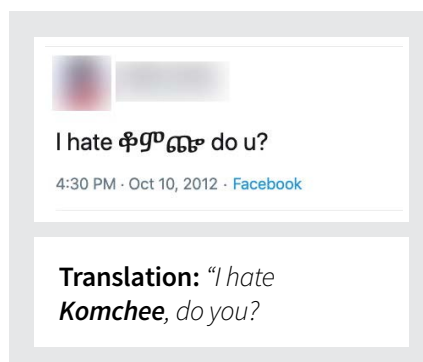 I hate ቆምጬ do u?
4:30 PM · Oct 10, 2012 · Facebook
Translation: “I hate
Komchee, do you?